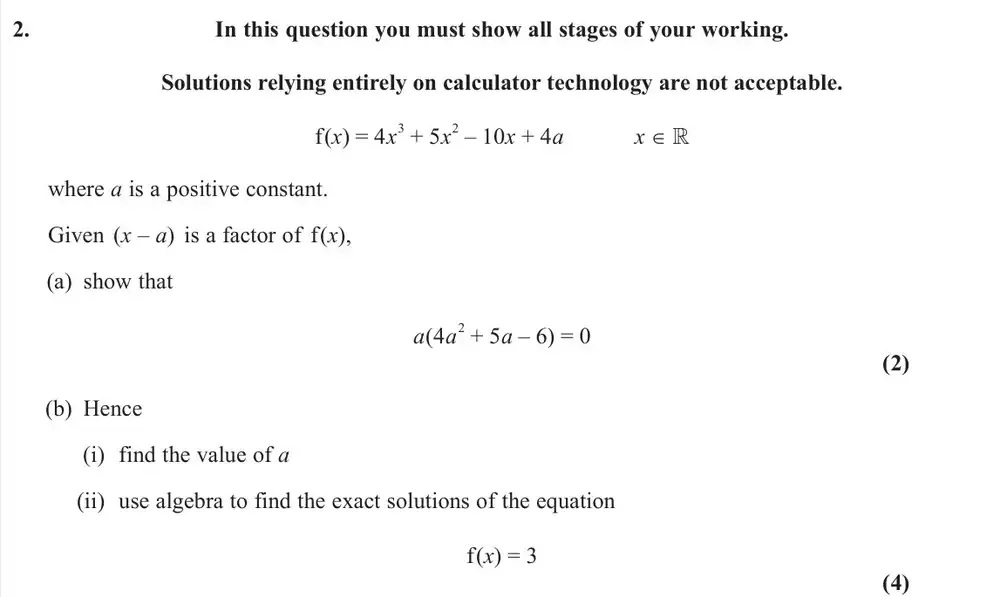 2. In this question you must show all stages of your working.
Solutions relying entirely on calculator technology are not acceptable.
f(x) = 4x³ + 5x² – 10x + 4a x ∈ ℝ
where a is a positive constant.
Given (x – a) is a factor of f(x),
(a) show that
a(4a² + 5a – 6) = 0
(2)
(b) Hence
(i) find the value of a
(ii) use algebra to find the exact solutions of the equation
f(x) = 3
(4)